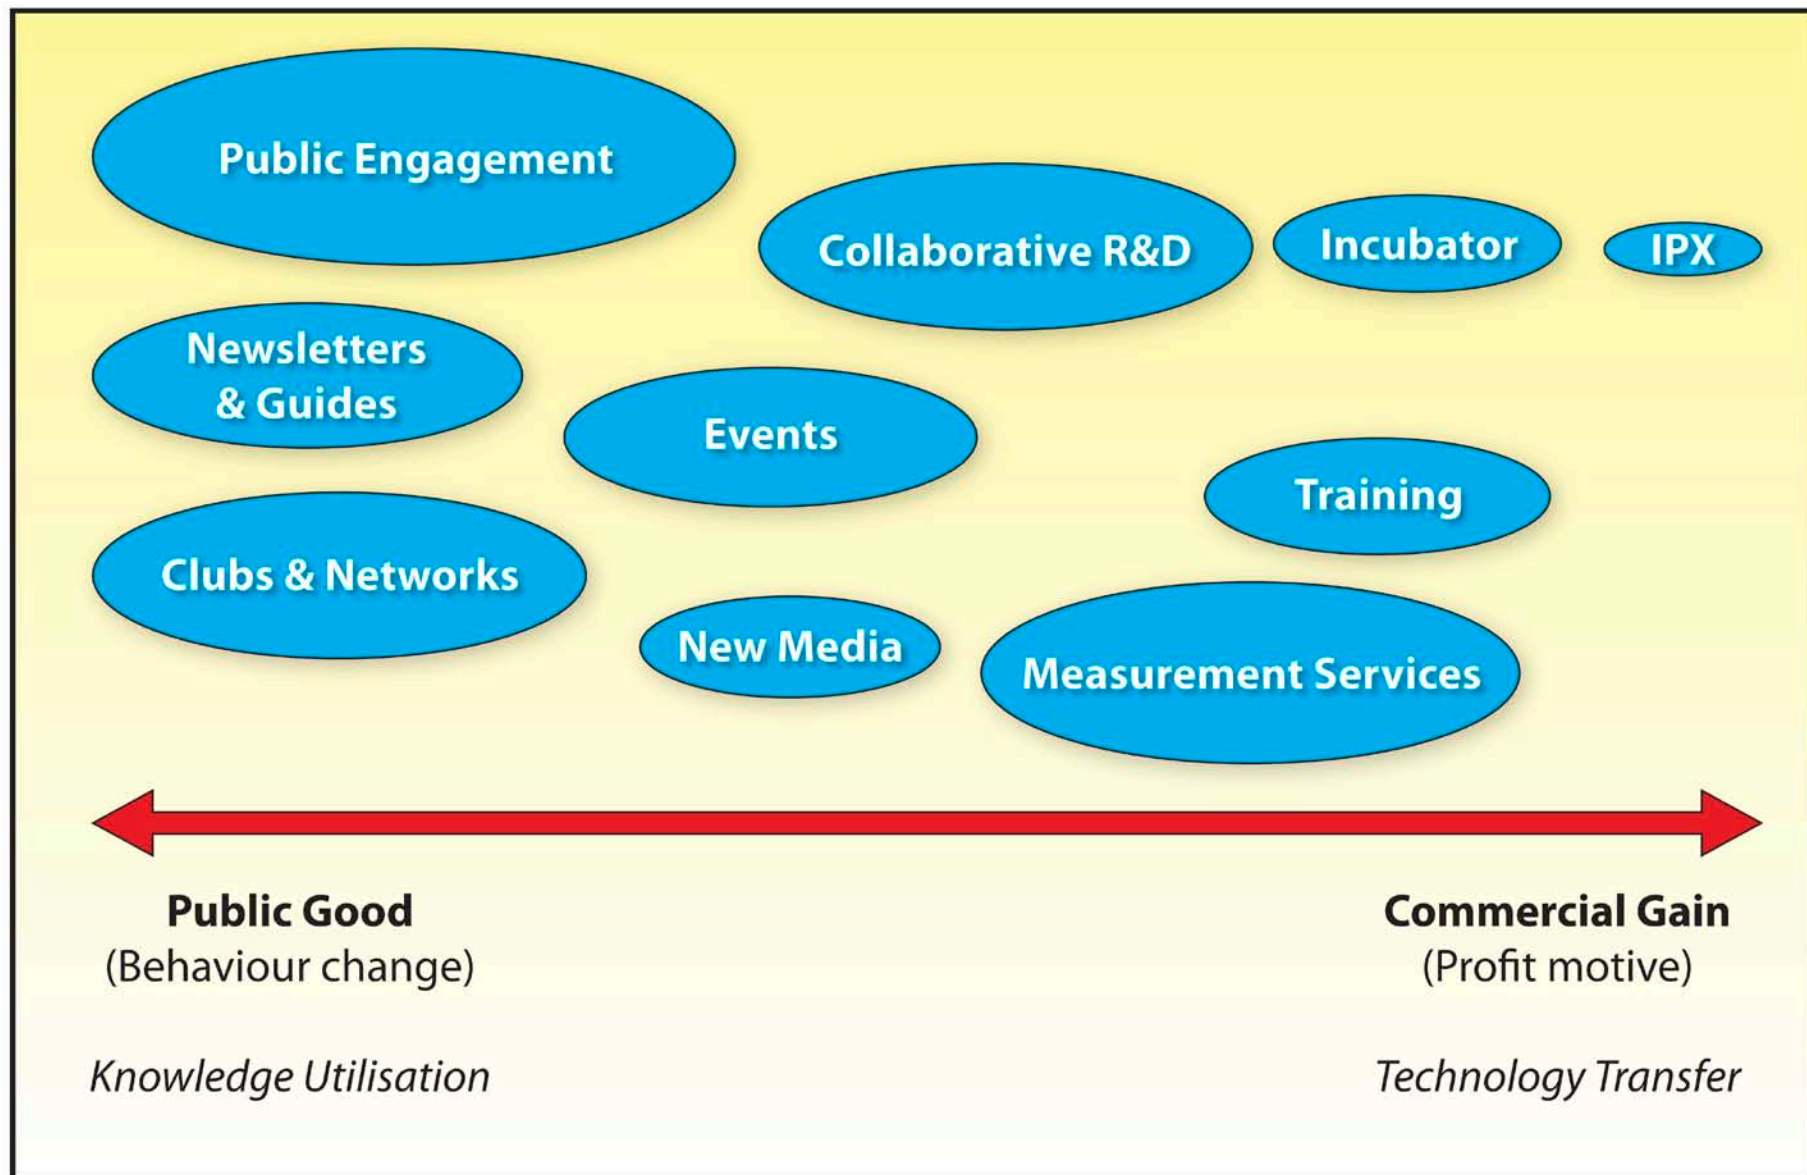 Public Engagement
Collaborative R&D
Incubator
IPX
Newsletters
& Guides
Events
Training
Clubs & Networks
New Media
Measurement Services
Public Good
(Behaviour change)
Knowledge Utilisation
Commercial Gain
(Profit motive)
Technology Transfer